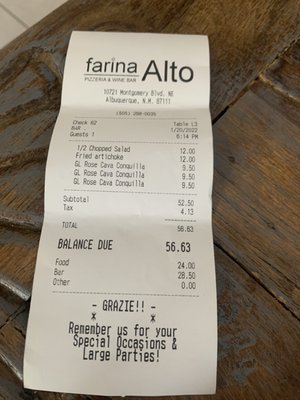 farina Alto
PIZZERIA & WINE BAR
10721 Montgomery Blvd. NE
Albuquerque, N.M. 87111
(505) 298-0035
Check 62 Table L3
BAR 1/20/2022
Guests 1 6:14 PM
1/2 Chopped Salad 12.00
Fried artichoke 12.00
GL Rose Cava Conquilla 9.50
GL Rose Cava Conquilla 9.50
GL Rose Cava Conquilla 9.50
Subtotal 52.50
Tax 4.13
TOTAL 56.63
BALANCE DUE 56.63
Food 24.00
Bar 28.50
Other 0.00
- GRAZIE!! -
* *
Remember us for your
Special Occasions &
Large Parties!